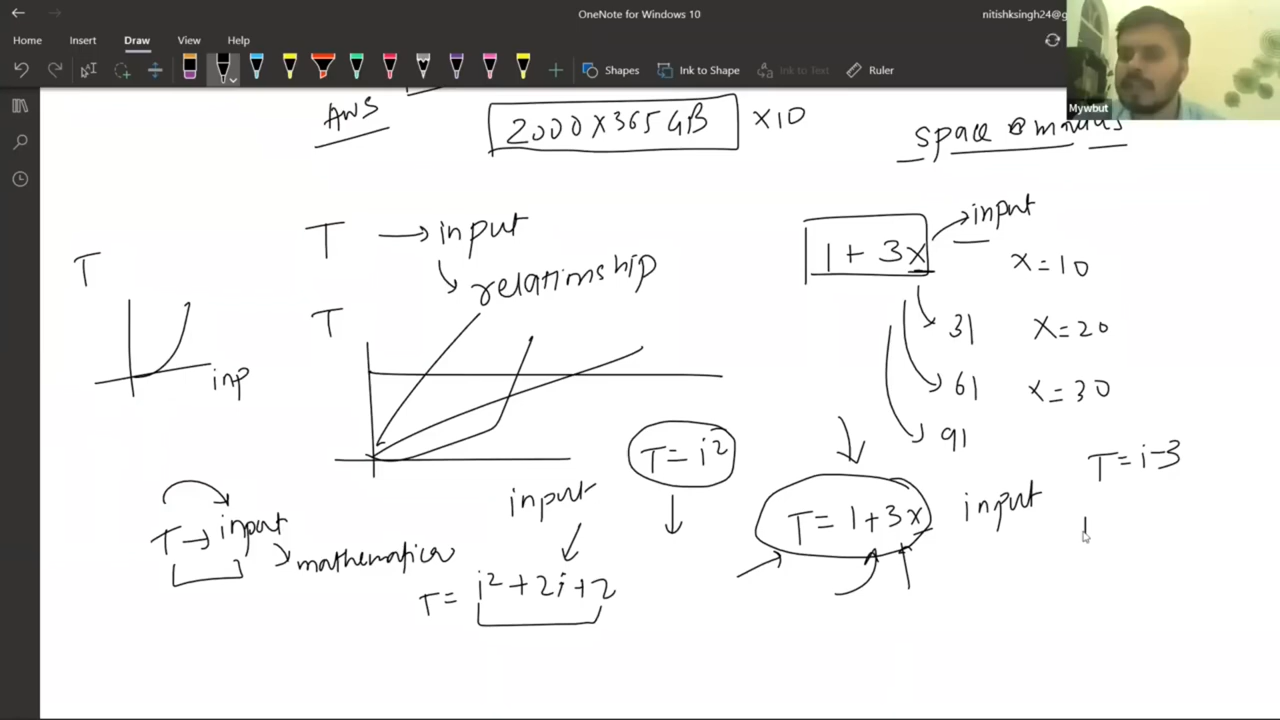 OneNote for Windows 10
nitishksingh24@g
Home Insert Draw View Help
Shapes Ink to Shape Ink to Text Ruler
Mywbut
AWS
2000 X 365 GB X10
space
T → input
relationship
T
T
inp
1 + 3x
input
x=10
31 x=20
61 x=30
91
T= i²
T= i-3
T → input
mathematica
input
T= i²+2i+2
T= 1+3x input